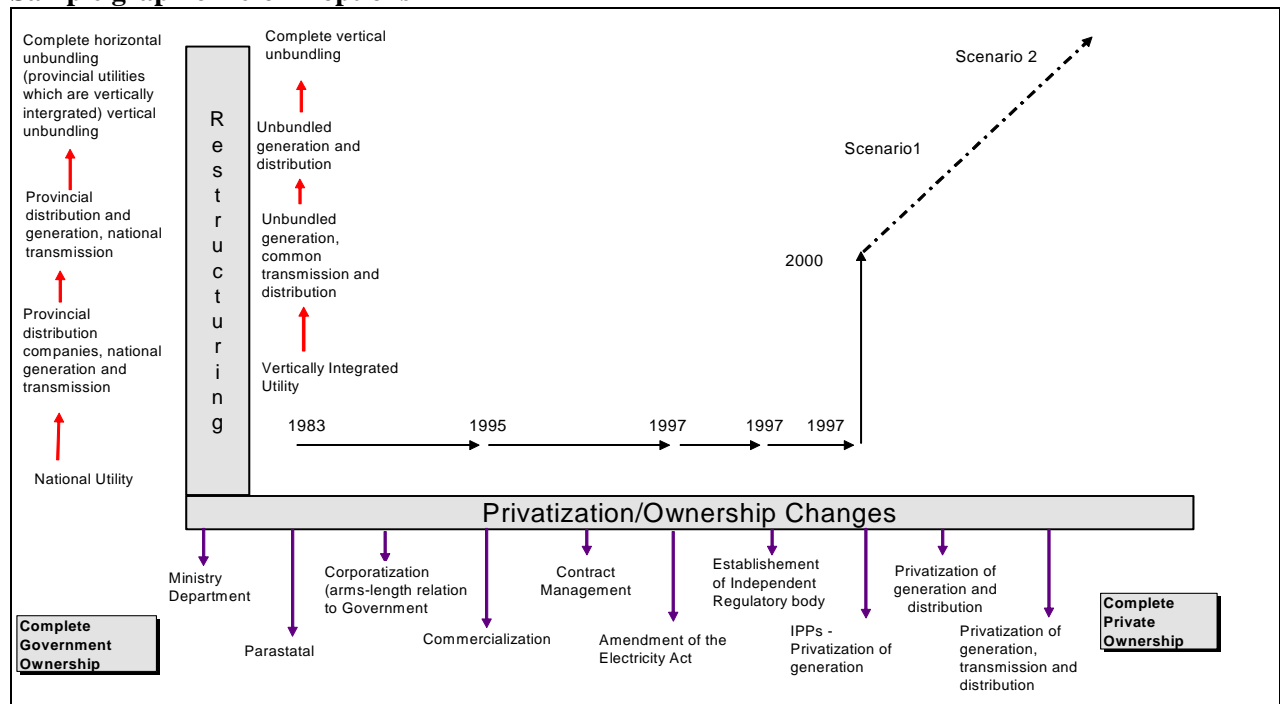 Complete horizontal
unbundling
(provincial utilities
which are vertically
intergrated) vertical
unbundling
Provincial
distribution and
generation, national
transmission
Provincial
distribution
companies, national
generation and
transmission
National Utility
Restructuring
Complete vertical
unbundling
Unbundled
generation and
distribution
Unbundled
generation,
common
transmission and
distribution
Vertically Integrated
Utility
Scenario 2
Scenario1
2000
1983
1995
1997
1997
1997
Privatization/Ownership Changes
Ministry
Department
Parastatal
Corporatization
(arms-length relation
to Government
Commercialization
Contract
Management
Amendment of the
Electricity Act
Establishement
of Independent
Regulatory body
IPPs -
Privatization of
generation
Privatization of
generation and
distribution
Privatization of
generation,
transmission and
distribution
Complete
Government
Ownership
Complete
Private
Ownership